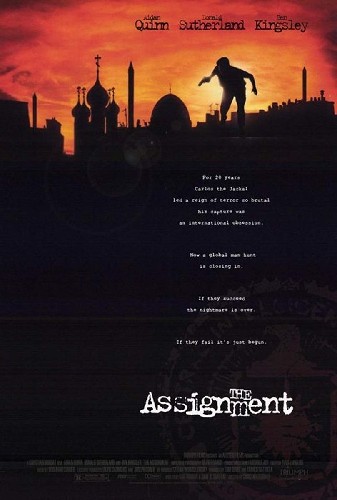 Aidan Donald Ben
Quinn Sutherland Kingsley
For 20 years
Carlos the Jackal
led a reign of terror so brutal
his capture was
an international obsession.
Now a global man hunt
is closing in.
If they succeed
the nightmare is over.
If they fail it's just begun.
THE
Assignment